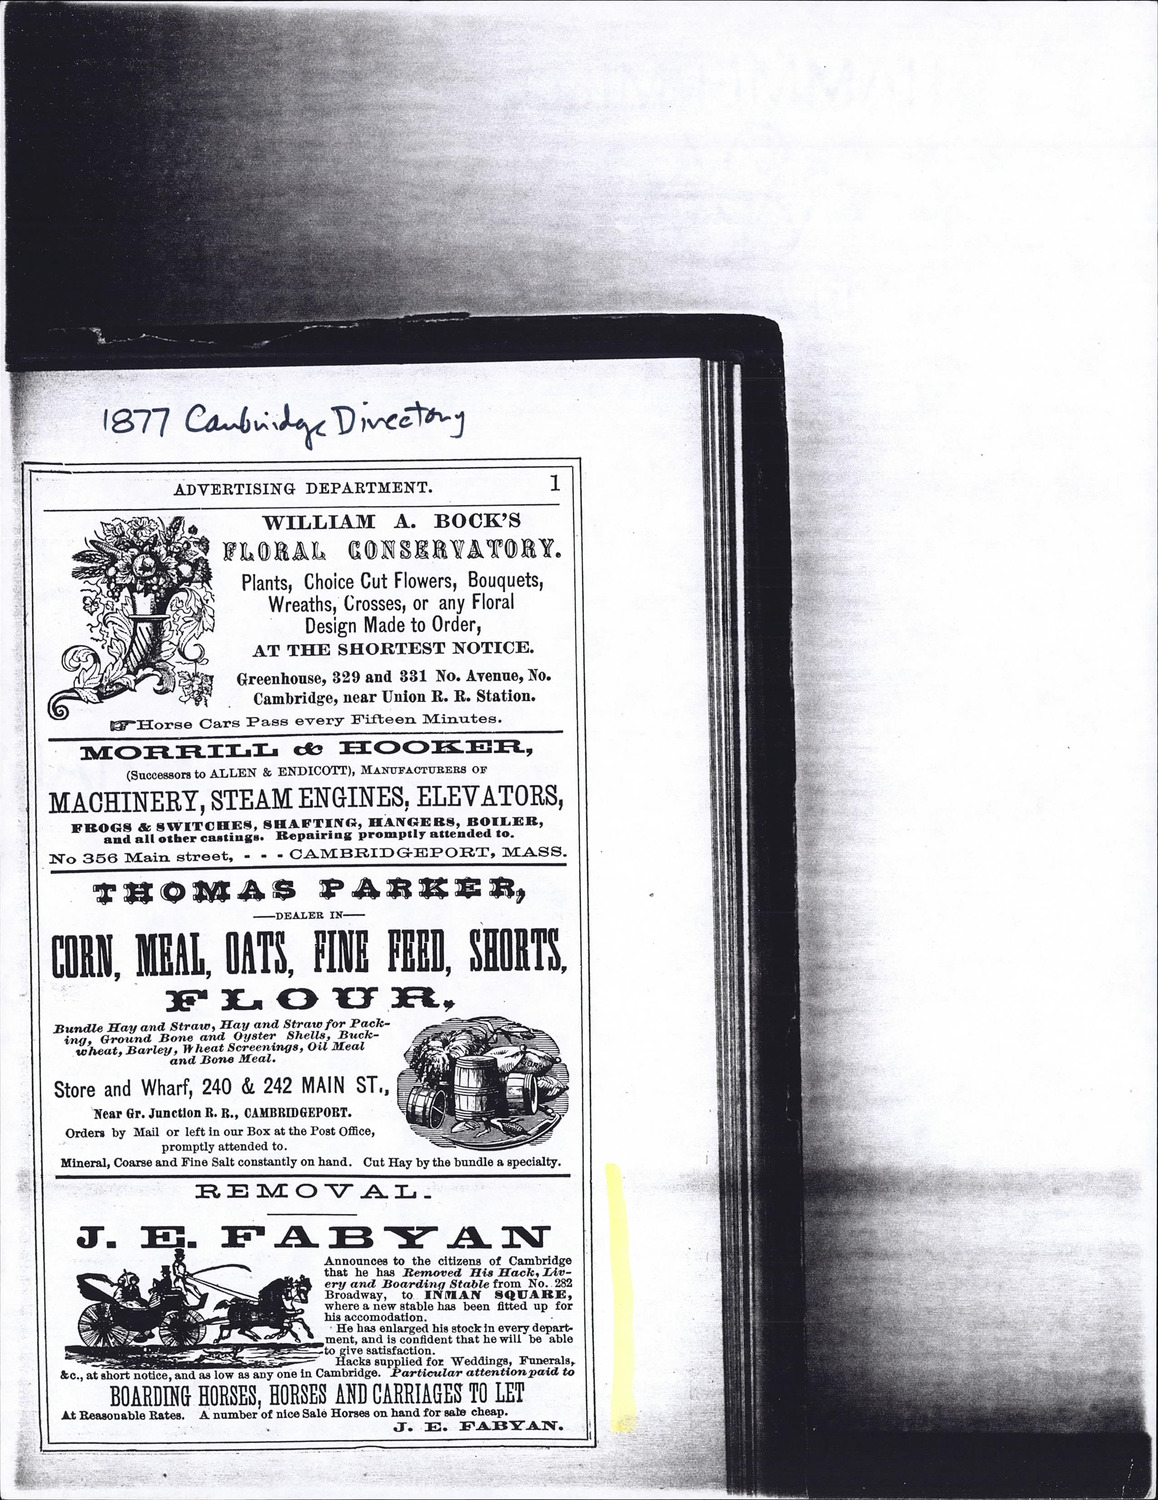 1877 Cambridge Directory
ADVERTISING DEPARTMENT. 1
WILLIAM A. BOCK'S
FLORAL CONSERVATORY.
Plants, Choice Cut Flowers, Bouquets,
Wreaths, Crosses, or any Floral
Design Made to Order,
AT THE SHORTEST NOTICE.
Greenhouse, 329 and 331 No. Avenue, No.
Cambridge, near Union R. R. Station.
☞ Horse Cars Pass every Fifteen Minutes.
MORRILL & HOOKER,
(Successors to ALLEN & ENDICOTT), MANUFACTURERS OF
MACHINERY, STEAM ENGINES, ELEVATORS,
FROGS & SWITCHES, SHAFTING, HANGERS, BOILER,
and all other castings. Repairing promptly attended to.
No 356 Main street, - - - CAMBRIDGEPORT, MASS.
THOMAS PARKER,
—DEALER IN—
CORN, MEAL, OATS, FINE FEED, SHORTS,
FLOUR,
Bundle Hay and Straw, Hay and Straw for Pack-
ing, Ground Bone and Oyster Shells, Buck-
wheat, Barley, Wheat Screenings, Oil Meal
and Bone Meal.
Store and Wharf, 240 & 242 MAIN ST.,
Near Gr. Junction R. R., CAMBRIDGEPORT.
Orders by Mail or left in our Box at the Post Office,
promptly attended to.
Mineral, Coarse and Fine Salt constantly on hand. Cut Hay by the bundle a specialty.
REMOVAL.
J. E. FABYAN
Announces to the citizens of Cambridge
that he has Removed His Hack, Liv-
ery and Boarding Stable from No. 282
Broadway, to INMAN SQUARE,
where a new stable has been fitted up for
his accomodation.
He has enlarged his stock in every depart-
ment, and is confident that he will be able
to give satisfaction.
Hacks supplied for Weddings, Funerals,
&c., at short notice, and as low as any one in Cambridge. Particular attention paid to
BOARDING HORSES, HORSES AND CARRIAGES TO LET
At Reasonable Rates. A number of nice Sale Horses on hand for sale cheap.
J. E. FABYAN.